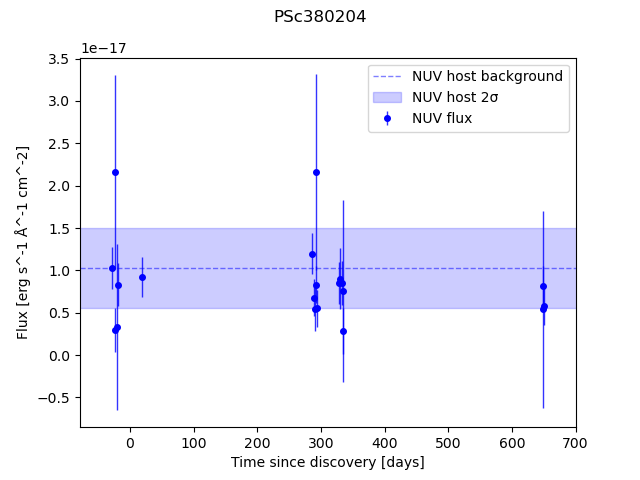 PSc380204
1e−17
3.5
3.0
2.5
2.0
1.5
1.0
0.5
0.0
−0.5
Flux [erg s^-1 Å^-1 cm^-2]
NUV host background
NUV host 2σ
NUV flux
0 100 200 300 400 500 600 700
Time since discovery [days]